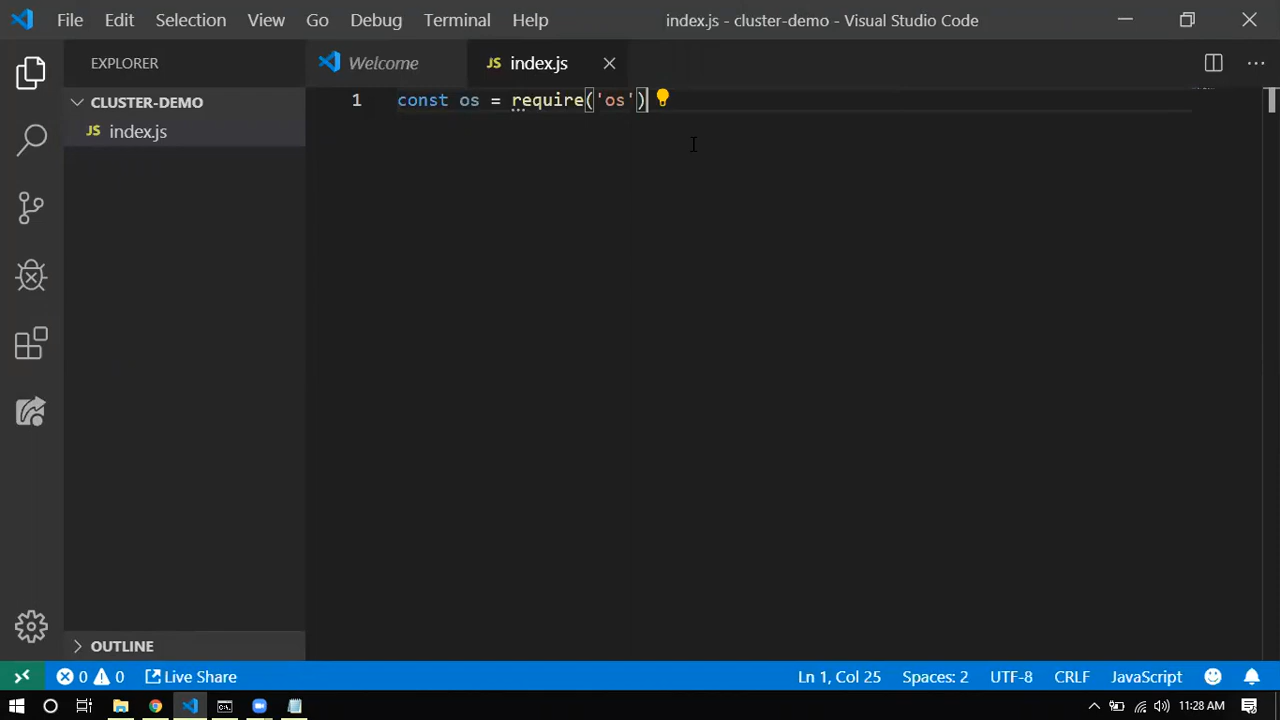 File Edit Selection View Go Debug Terminal Help index.js - cluster-demo - Visual Studio Code
EXPLORER
Welcome
JS index.js
CLUSTER-DEMO
JS index.js
1 const os = require('os')
OUTLINE
0 0 Live Share Ln 1, Col 25 Spaces: 2 UTF-8 CRLF JavaScript
11:28 AM